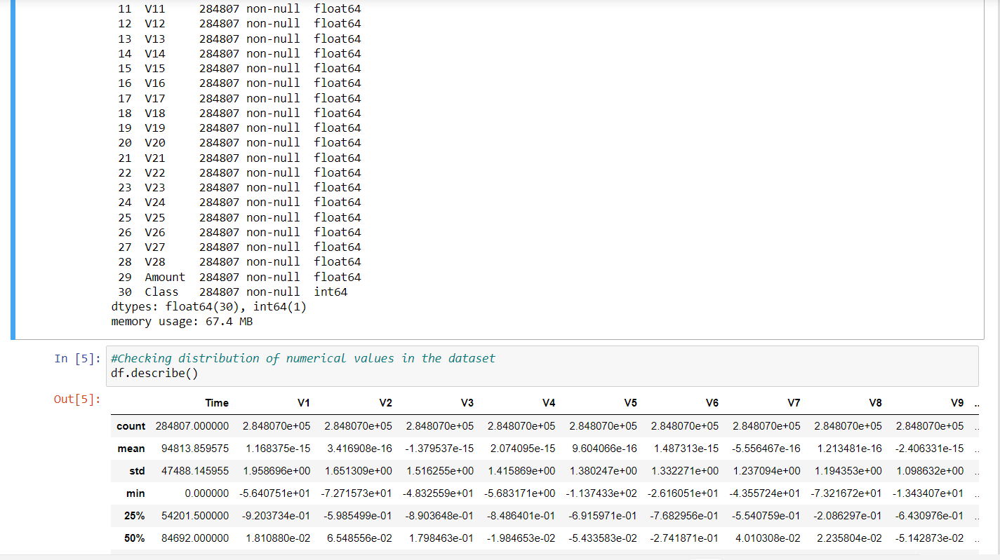 11 V11 284807 non-null float64
12 V12 284807 non-null float64
13 V13 284807 non-null float64
14 V14 284807 non-null float64
15 V15 284807 non-null float64
16 V16 284807 non-null float64
17 V17 284807 non-null float64
18 V18 284807 non-null float64
19 V19 284807 non-null float64
20 V20 284807 non-null float64
21 V21 284807 non-null float64
22 V22 284807 non-null float64
23 V23 284807 non-null float64
24 V24 284807 non-null float64
25 V25 284807 non-null float64
26 V26 284807 non-null float64
27 V27 284807 non-null float64
28 V28 284807 non-null float64
29 Amount 284807 non-null float64
30 Class 284807 non-null int64
dtypes: float64(30), int64(1)
memory usage: 67.4 MB
In [5]: #Checking distribution of numerical values in the dataset
df.describe()
Out[5]:
Time V1 V2 V3 V4 V5 V6 V7 V8 V9 ..
count 284807.000000 2.848070e+05 2.848070e+05 2.848070e+05 2.848070e+05 2.848070e+05 2.848070e+05 2.848070e+05 2.848070e+05 2.848070e+05 ..
mean 94813.859575 1.168375e-15 3.416908e-16 -1.379537e-15 2.074095e-15 9.604066e-16 1.487313e-15 -5.556467e-16 1.213481e-16 -2.406331e-15 ..
std 47488.145955 1.958696e+00 1.651309e+00 1.516255e+00 1.415869e+00 1.380247e+00 1.332271e+00 1.237094e+00 1.194353e+00 1.098632e+00 ..
min 0.000000 -5.640751e+01 -7.271573e+01 -4.832559e+01 -5.683171e+00 -1.137433e+02 -2.616051e+01 -4.355724e+01 -7.321672e+01 -1.343407e+01 ..
25% 54201.500000 -9.203734e-01 -5.985499e-01 -8.903648e-01 -8.486401e-01 -6.915971e-01 -7.682956e-01 -5.540759e-01 -2.086297e-01 -6.430976e-01 ..
50% 84692.000000 1.810880e-02 6.548556e-02 1.798463e-01 -1.984653e-02 -5.433583e-02 -2.741871e-01 4.010308e-02 2.235804e-02 -5.142873e-02 ..